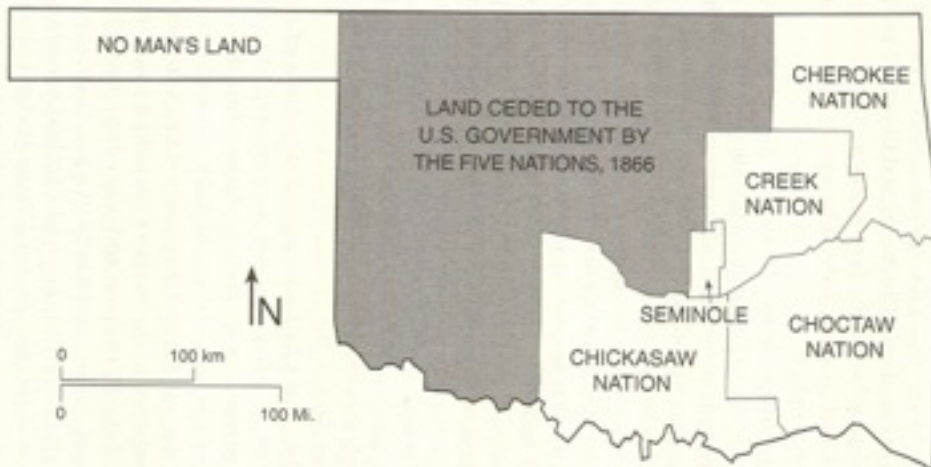 NO MAN'S LAND
LAND CEDED TO THE
U.S. GOVERNMENT BY
THE FIVE NATIONS, 1866
CHEROKEE
NATION
CREEK
NATION
SEMINOLE
CHOCTAW
NATION
CHICKASAW
NATION
N
0 100 km
0 100 Mi.